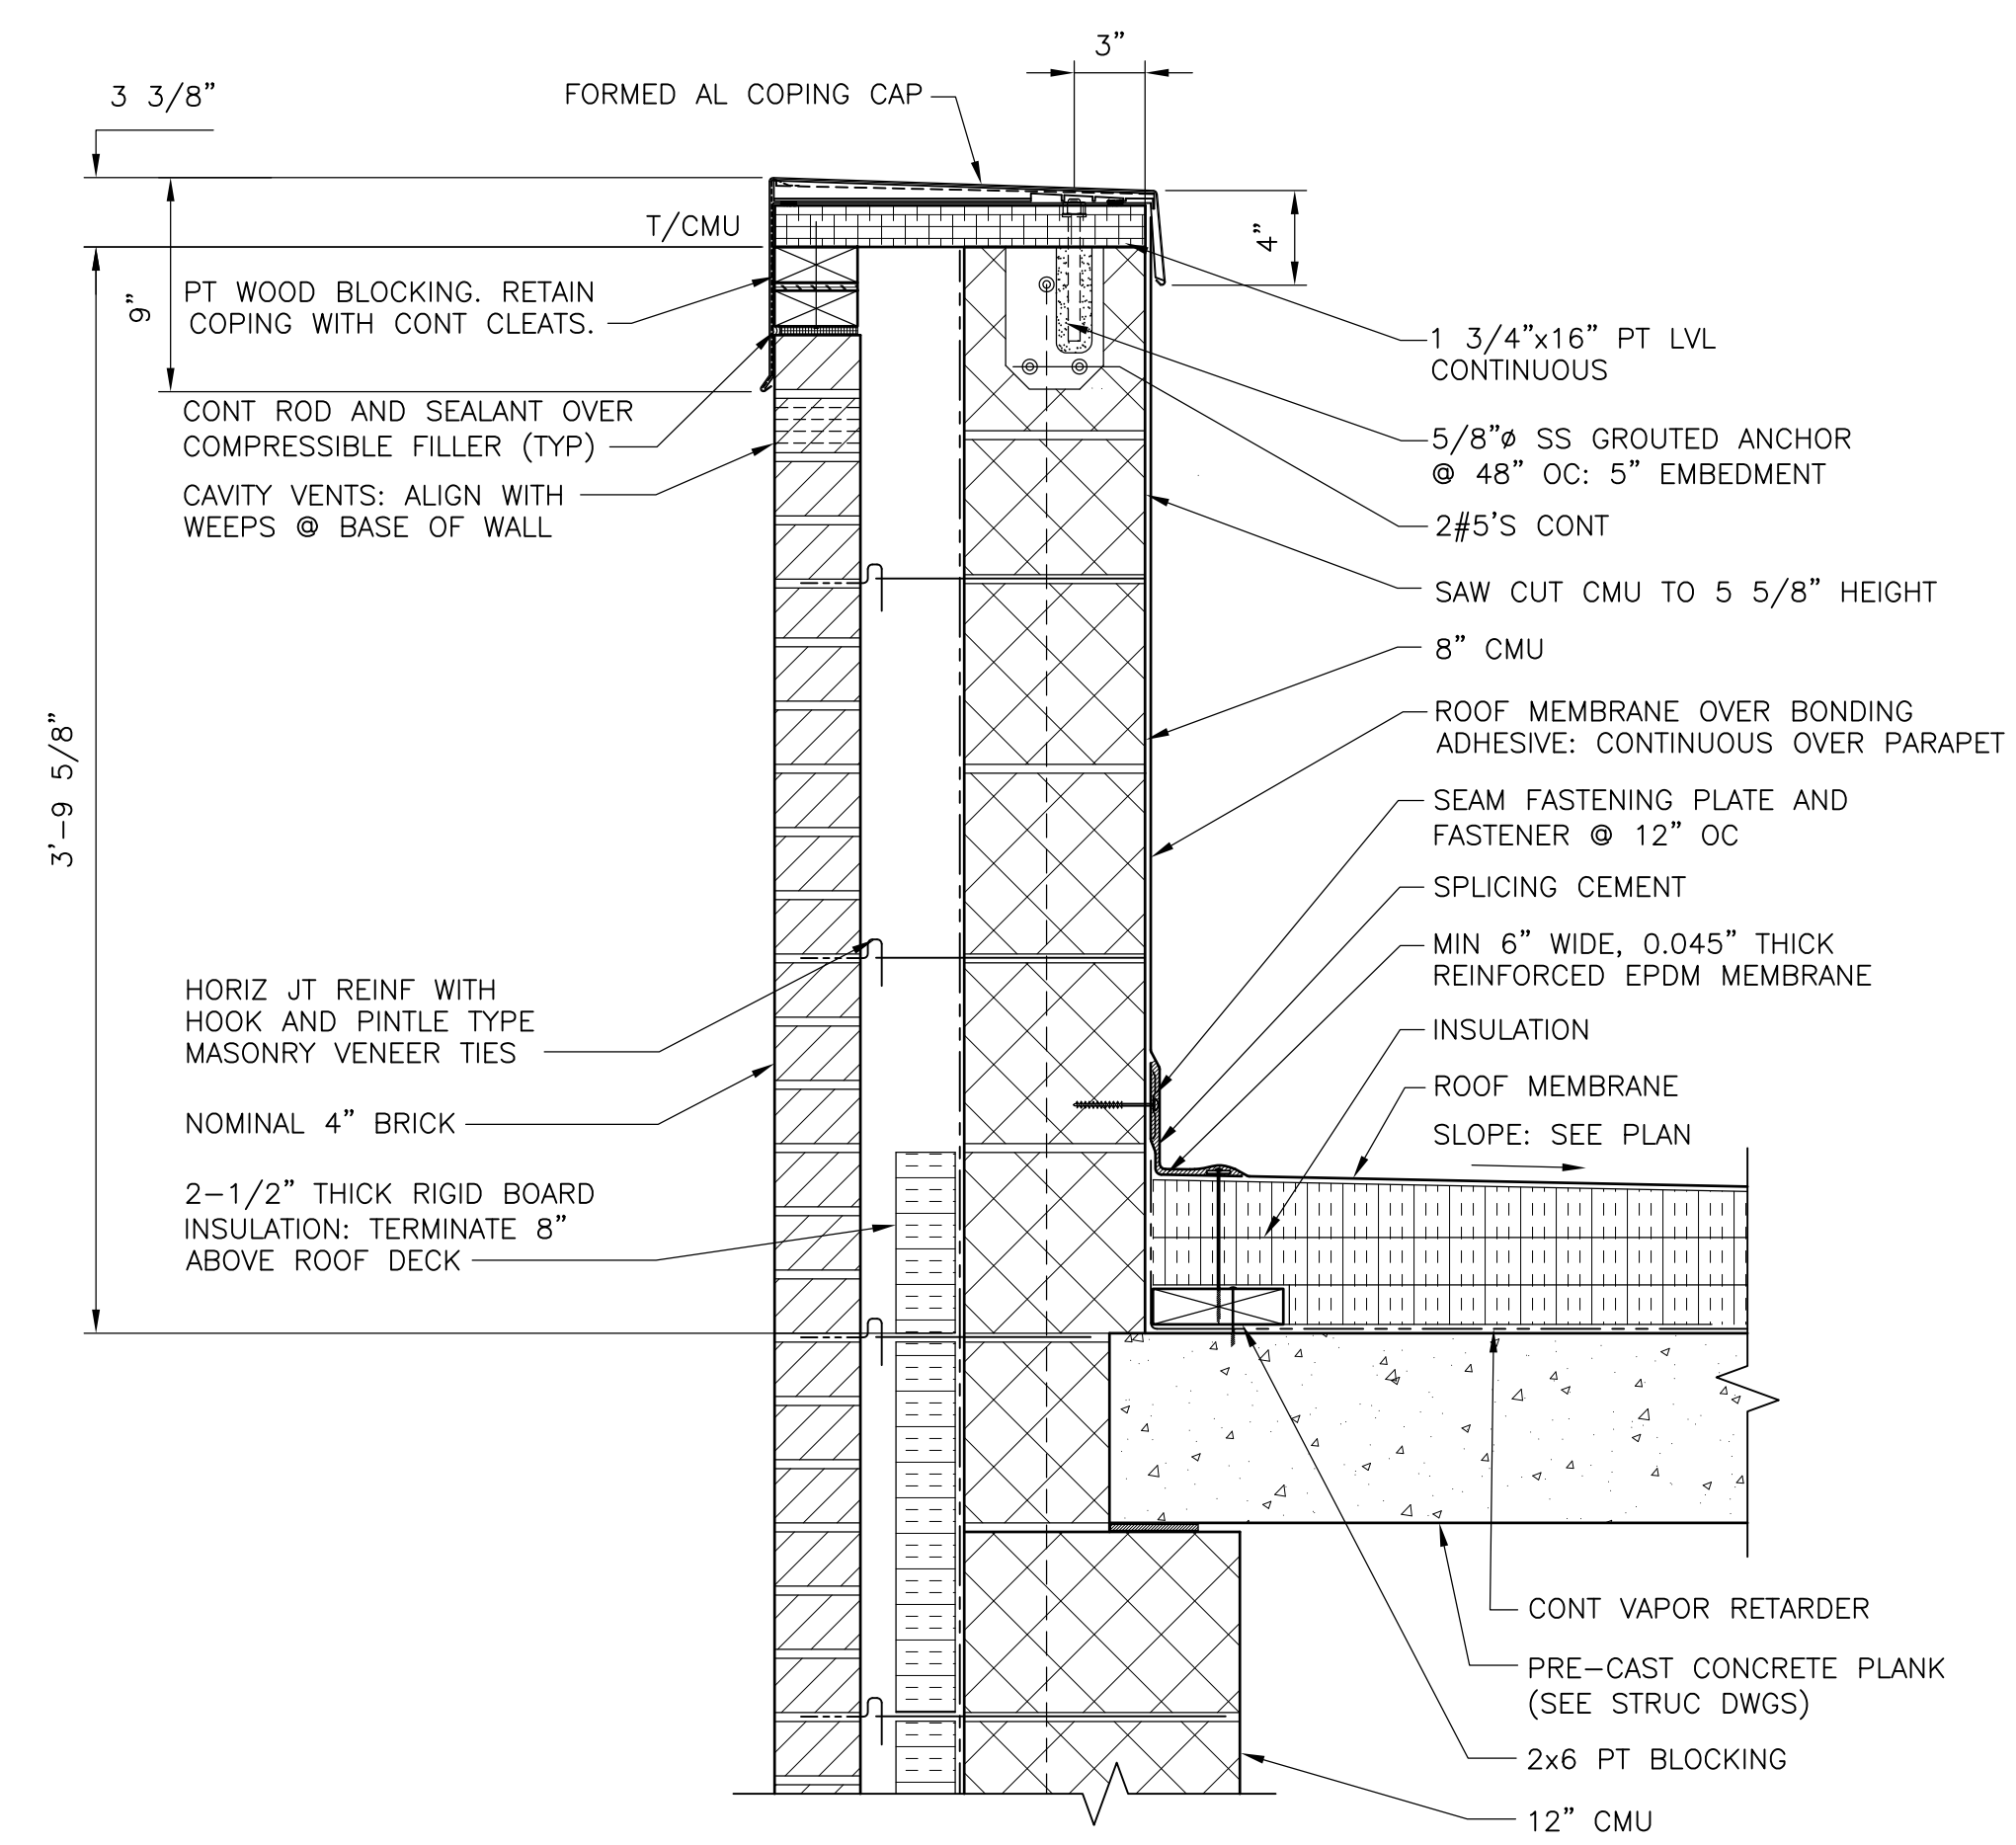 3"
3 3/8"
FORMED AL COPING CAP
T/CMU
4"
9"
PT WOOD BLOCKING. RETAIN
COPING WITH CONT CLEATS.
CONT ROD AND SEALANT OVER
COMPRESSIBLE FILLER (TYP)
CAVITY VENTS: ALIGN WITH
WEEPS @ BASE OF WALL
3'-9 5/8"
HORIZ JT REINF WITH
HOOK AND PINTLE TYPE
MASONRY VENEER TIES
NOMINAL 4" BRICK
2-1/2" THICK RIGID BOARD
INSULATION: TERMINATE 8"
ABOVE ROOF DECK
1 3/4"x16" PT LVL
CONTINUOUS
5/8"ø SS GROUTED ANCHOR
@ 48" OC: 5" EMBEDMENT
2#5'S CONT
SAW CUT CMU TO 5 5/8" HEIGHT
8" CMU
ROOF MEMBRANE OVER BONDING
ADHESIVE: CONTINUOUS OVER PARAPET
SEAM FASTENING PLATE AND
FASTENER @ 12" OC
SPLICING CEMENT
MIN 6" WIDE, 0.045" THICK
REINFORCED EPDM MEMBRANE
INSULATION
ROOF MEMBRANE
SLOPE: SEE PLAN
CONT VAPOR RETARDER
PRE-CAST CONCRETE PLANK
(SEE STRUC DWGS)
2x6 PT BLOCKING
12" CMU